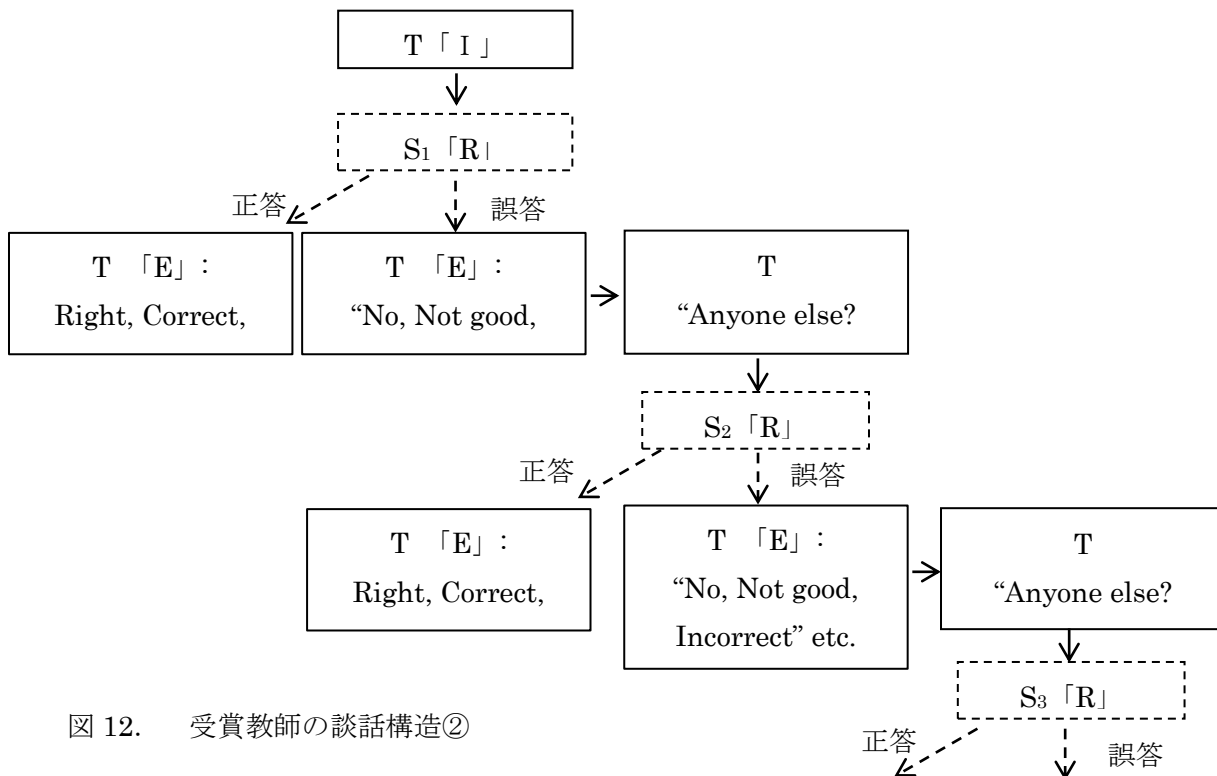 T「I」
S1「R」
正答
誤答
T 「E」:
Right, Correct,
T 「E」:
“No, Not good,
T
“Anyone else?
S2「R」
正答
誤答
T 「E」:
Right, Correct,
T 「E」:
“No, Not good,
Incorrect” etc.
T
“Anyone else?
S3「R」
正答
誤答
図 12. 受賞教師の談話構造②